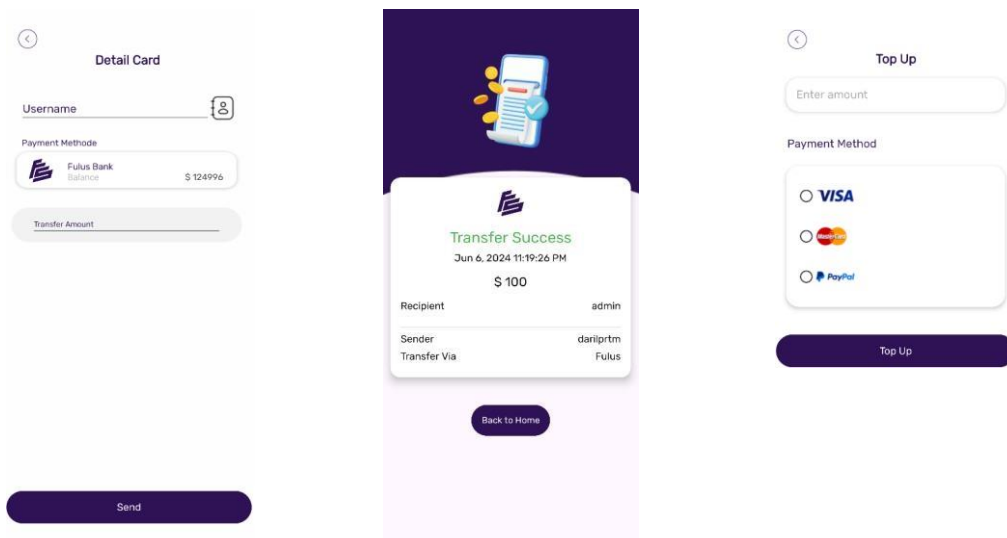 Detail Card
Username
Payment Methode
Fulus Bank
Balance
$ 124996
Transfer Amount
Send
Transfer Success
Jun 6, 2024 11:19:26 PM
$ 100
Recipient admin
Sender darilprtm
Transfer Via Fulus
Back to Home
Top Up
Enter amount
Payment Method
VISA
MasterCard
PayPal
Top Up